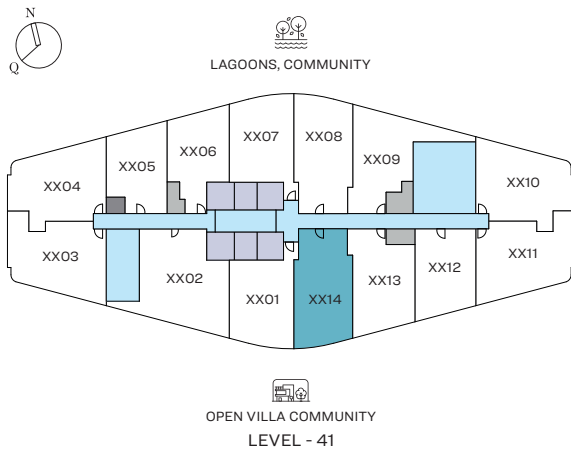 N
Q
LAGOONS, COMMUNITY
XX04
XX05
XX06
XX07
XX08
XX09
XX10
XX03
XX02
XX01
XX14
XX13
XX12
XX11
OPEN VILLA COMMUNITY
LEVEL - 41